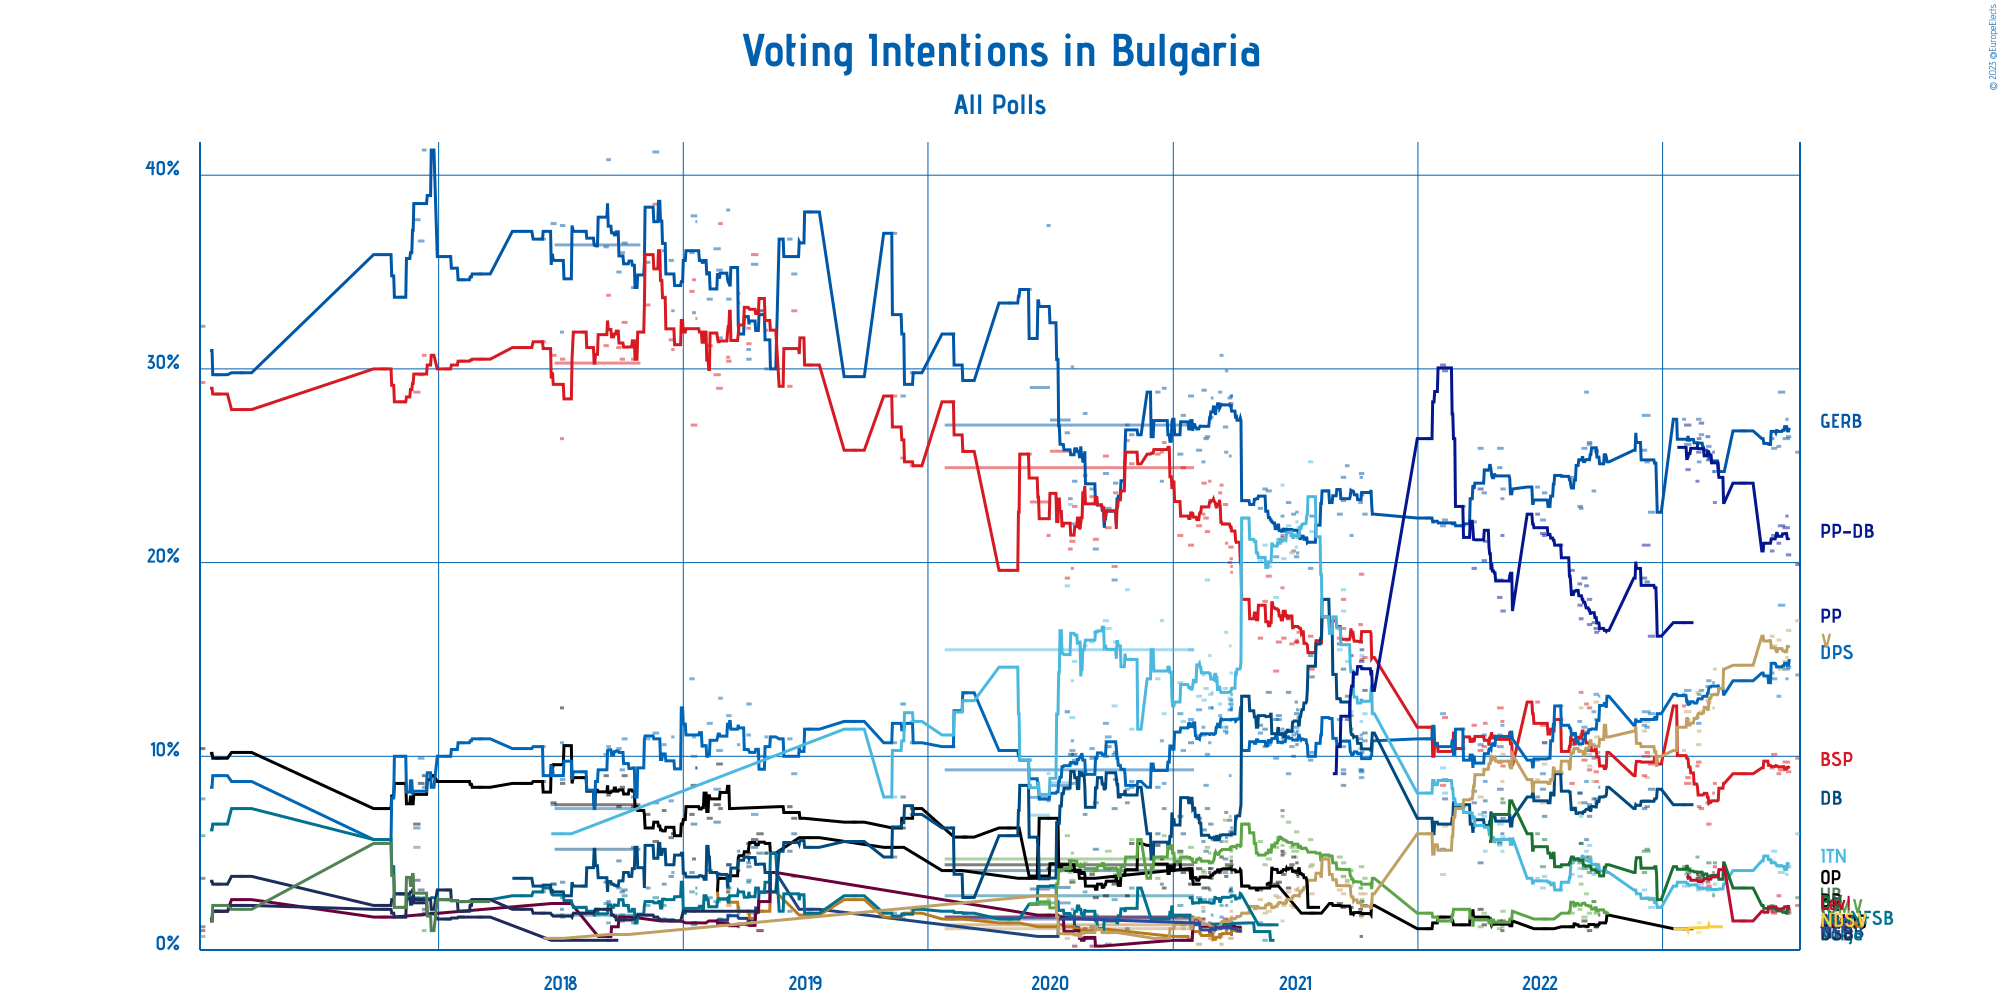 © 2023 @EuropeElects
Voting Intentions in Bulgaria
All Polls
40%
30%
20%
10%
0%
2018
2019
2020
2021
2022
GERB
PP-DB
PP
V
DPS
BSP
DB
ITN
OP